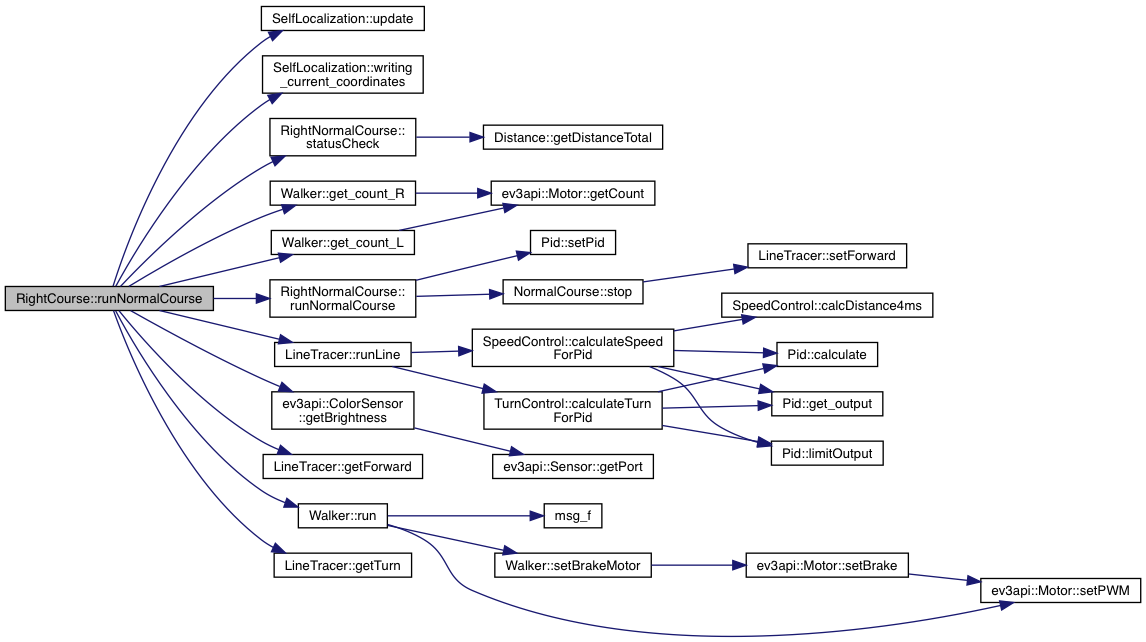 SelfLocalization::update
SelfLocalization::writing
_current_coordinates
RightNormalCourse::
statusCheck
Distance::getDistanceTotal
Walker::get_count_R
ev3api::Motor::getCount
Walker::get_count_L
Pid::setPid
LineTracer::setForward
RightCourse::runNormalCourse
RightNormalCourse::
runNormalCourse
NormalCourse::stop
SpeedControl::calcDistance4ms
LineTracer::runLine
SpeedControl::calculateSpeed
ForPid
Pid::calculate
ev3api::ColorSensor
::getBrightness
TurnControl::calculateTurn
ForPid
Pid::get_output
Pid::limitOutput
LineTracer::getForward
ev3api::Sensor::getPort
Walker::run
msg_f
LineTracer::getTurn
Walker::setBrakeMotor
ev3api::Motor::setBrake
ev3api::Motor::setPWM